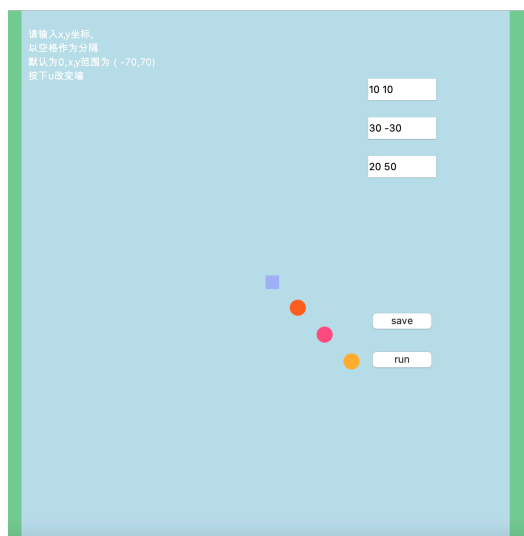 请输入x,y坐标,
以空格作为分隔
默认为0,x,y范围为 ( -70,70)
按下u改变墙
10 10
30 -30
20 50
save
run